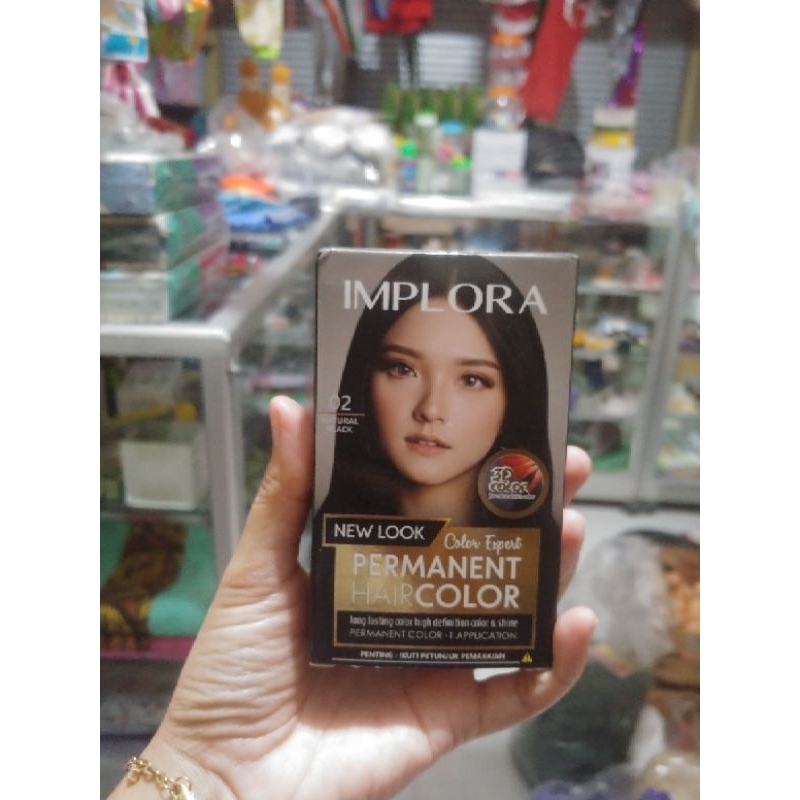 IMPLORA
02
NATURAL
BLACK
3D
COLOR
NEW LOOK
Color Expert
PERMANENT
HAIRCOLOR
long lasting color high definition color & shine
PERMANENT COLOR - 1 APPLICATION
PENTING : IKUTI PETUNJUK PEMAKAIAN